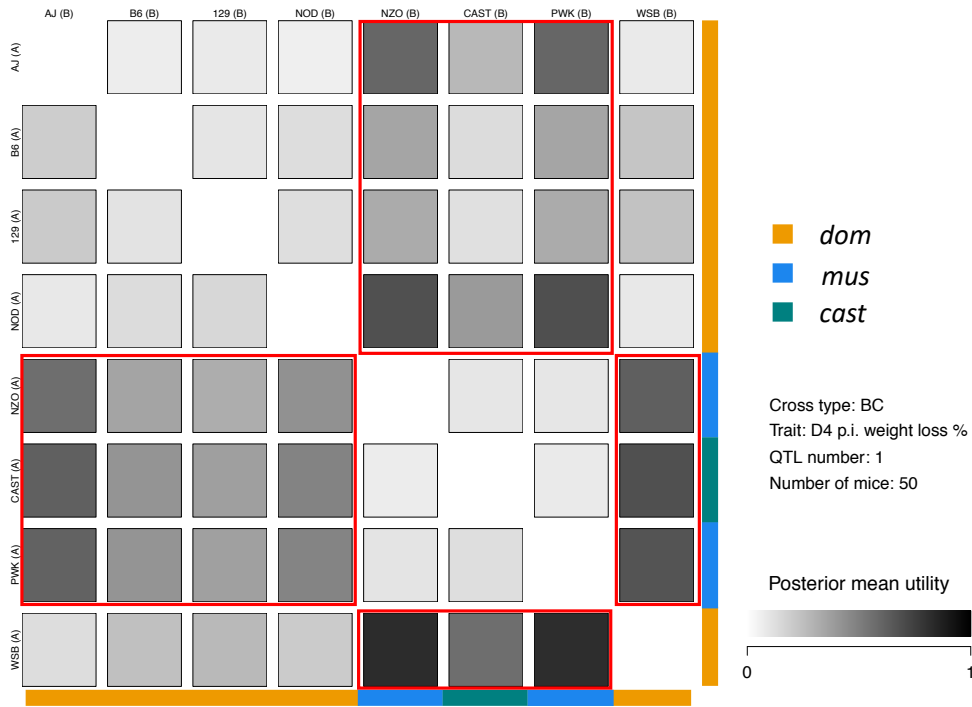 AJ (B) B6 (B) 129 (B) NOD (B) NZO (B) CAST (B) PWK (B) WSB (B)
AJ (A)
B6 (A)
129 (A)
NOD (A)
NZO (A)
CAST (A)
PWK (A)
WSB (A)
dom
mus
cast
Cross type: BC
Trait: D4 p.i. weight loss %
QTL number: 1
Number of mice: 50
Posterior mean utility
0 1